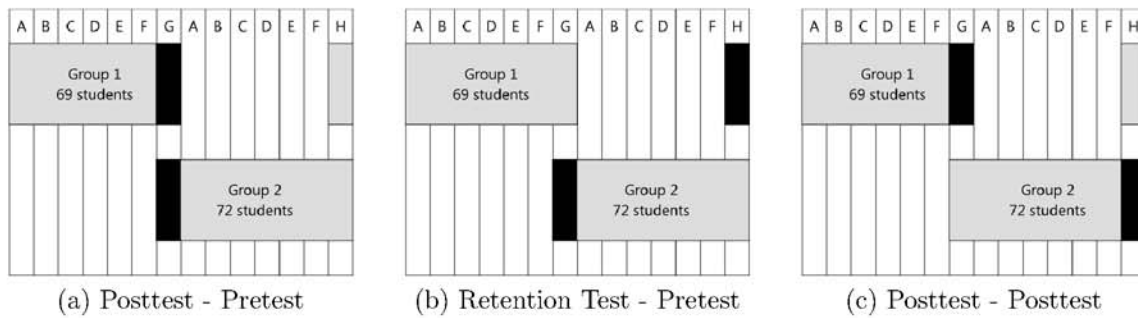 A B C D E F G A B C D E F H
Group 1
69 students
Group 2
72 students
(a) Posttest - Pretest
A B C D E F G A B C D E F H
Group 1
69 students
Group 2
72 students
(b) Retention Test - Pretest
A B C D E F G A B C D E F H
Group 1
69 students
Group 2
72 students
(c) Posttest - Posttest